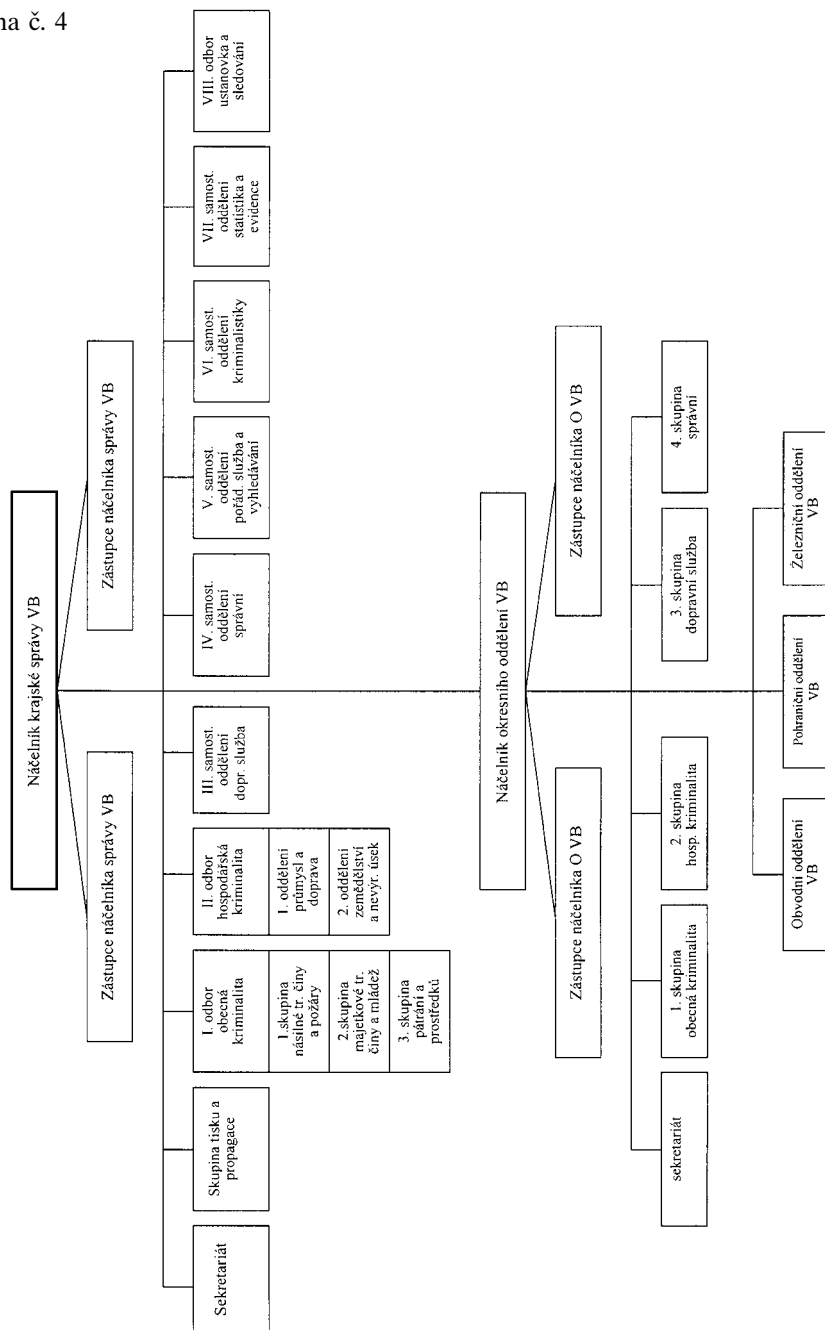 na č. 4
Náčelník krajské správy VB
Zástupce náčelníka správy VB
Zástupce náčelníka správy VB
Sekretariát
Skupina tisku a
propagace
I. odbor
obecná
kriminalita
1.skupina
násilné tr. činy
a požáry
2.skupina
majetkové tr.
činy a mládež
3. skupina
pátrání a
prostředků
II. odbor
hospodářská
kriminalita
1. oddělení
průmysl a
doprava
2. oddělení
zemědělství
a nevýr. úsek
III. samost.
oddělení
dopr. služba
IV. samost.
oddělení
správní
V. samost.
oddělení
pořád. služba a
vyhledávání
VI. samost.
oddělení
kriminalistiky
VII. samost.
oddělení
statistika a
evidence
VIII. odbor
ustanovka a
sledování
Náčelník okresního oddělení VB
Zástupce náčelníka O VB
Zástupce náčelníka O VB
sekretariát
1. skupina
obecná kriminalita
2. skupina
hosp. kriminalita
3. skupina
dopravní služba
4. skupina
správní
Obvodní oddělení
VB
Pohraniční oddělení
VB
Železniční oddělení
VB